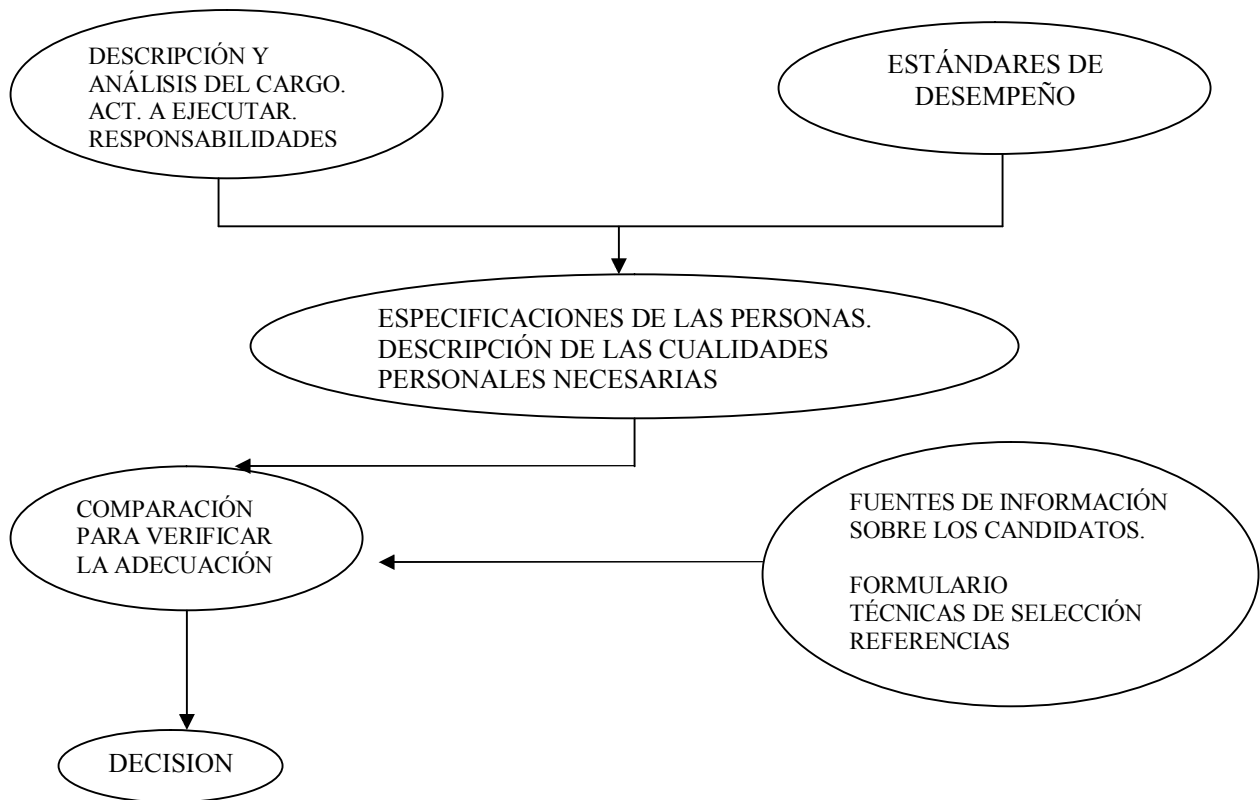 DESCRIPCIÓN Y
ANÁLISIS DEL CARGO.
ACT. A EJECUTAR.
RESPONSABILIDADES
ESTÁNDARES DE
DESEMPEÑO
ESPECIFICACIONES DE LAS PERSONAS.
DESCRIPCIÓN DE LAS CUALIDADES
PERSONALES NECESARIAS
COMPARACIÓN
PARA VERIFICAR
LA ADECUACIÓN
FUENTES DE INFORMACIÓN
SOBRE LOS CANDIDATOS.
FORMULARIO
TÉCNICAS DE SELECCIÓN
REFERENCIAS
DECISION